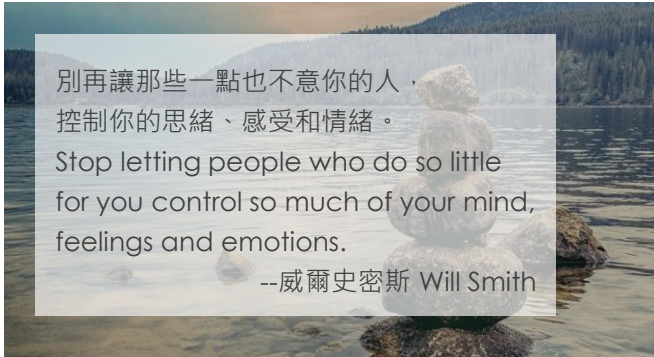 別再讓那些一點也不意你的人，
控制你的思緒、感受和情緒。
Stop letting people who do so little
for you control so much of your mind,
feelings and emotions.
--威爾史密斯 Will Smith